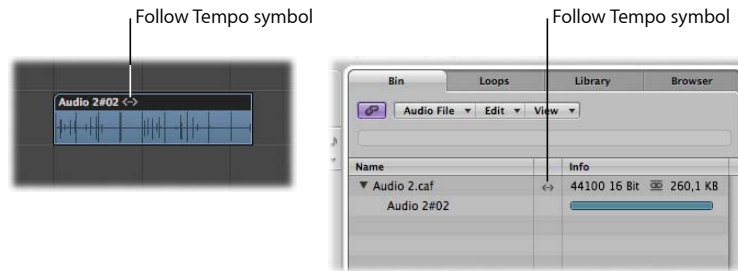 Follow Tempo symbol
Audio 2#02
Follow Tempo symbol
Bin Loops Library Browser
Audio File Edit View
Name Info
Audio 2.caf 44100 16 Bit 260,1 KB
Audio 2#02